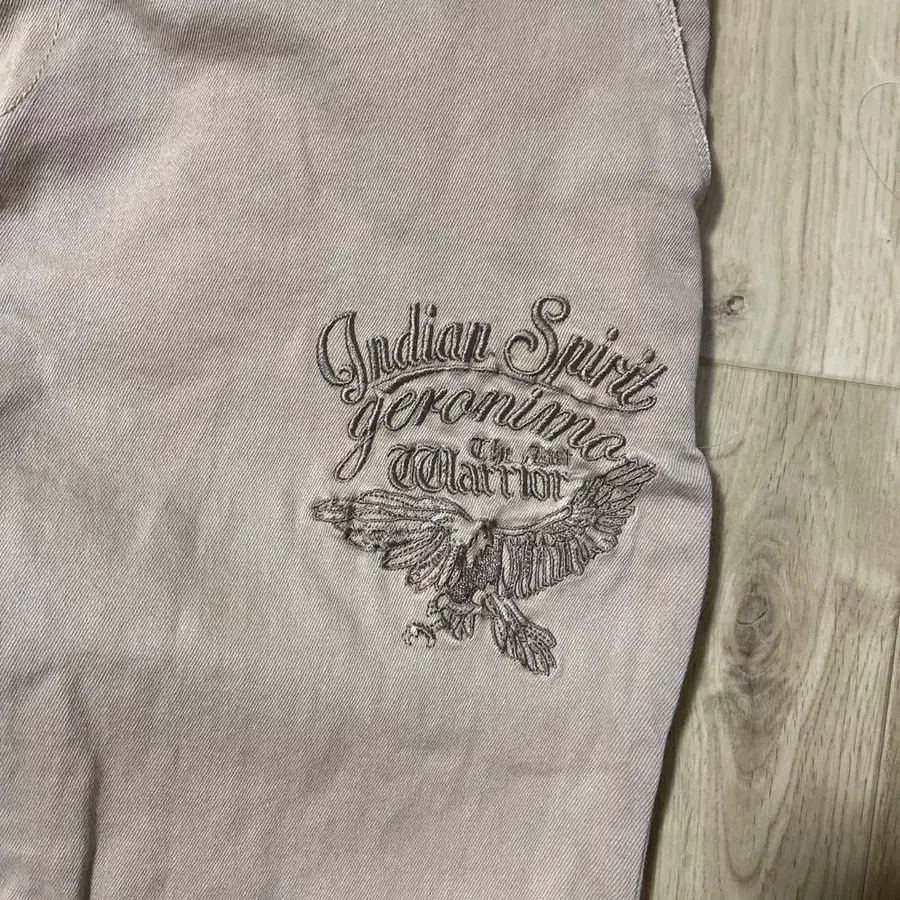 Indian Spirit
geronimo
The Last
Warrior